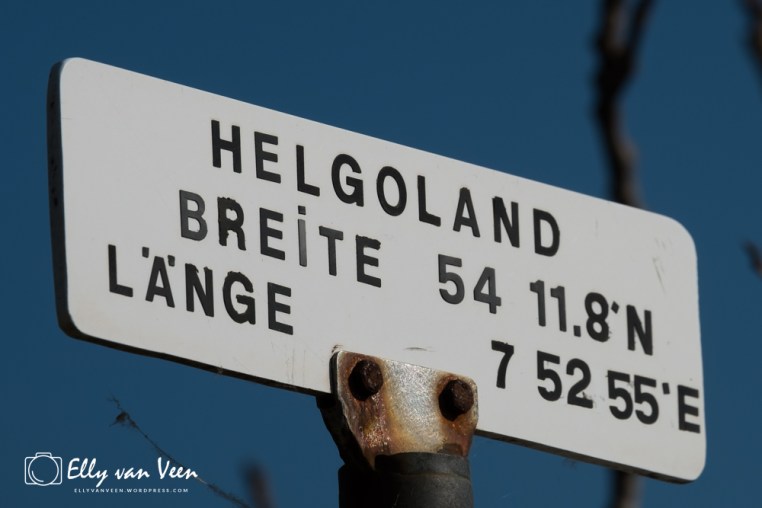 HELGOLAND
BREiTE 54 11.8'N
LÄNGE 7 52 55'E
Elly van Veen
ELLYVANVEEN.WORDPRESS.COM